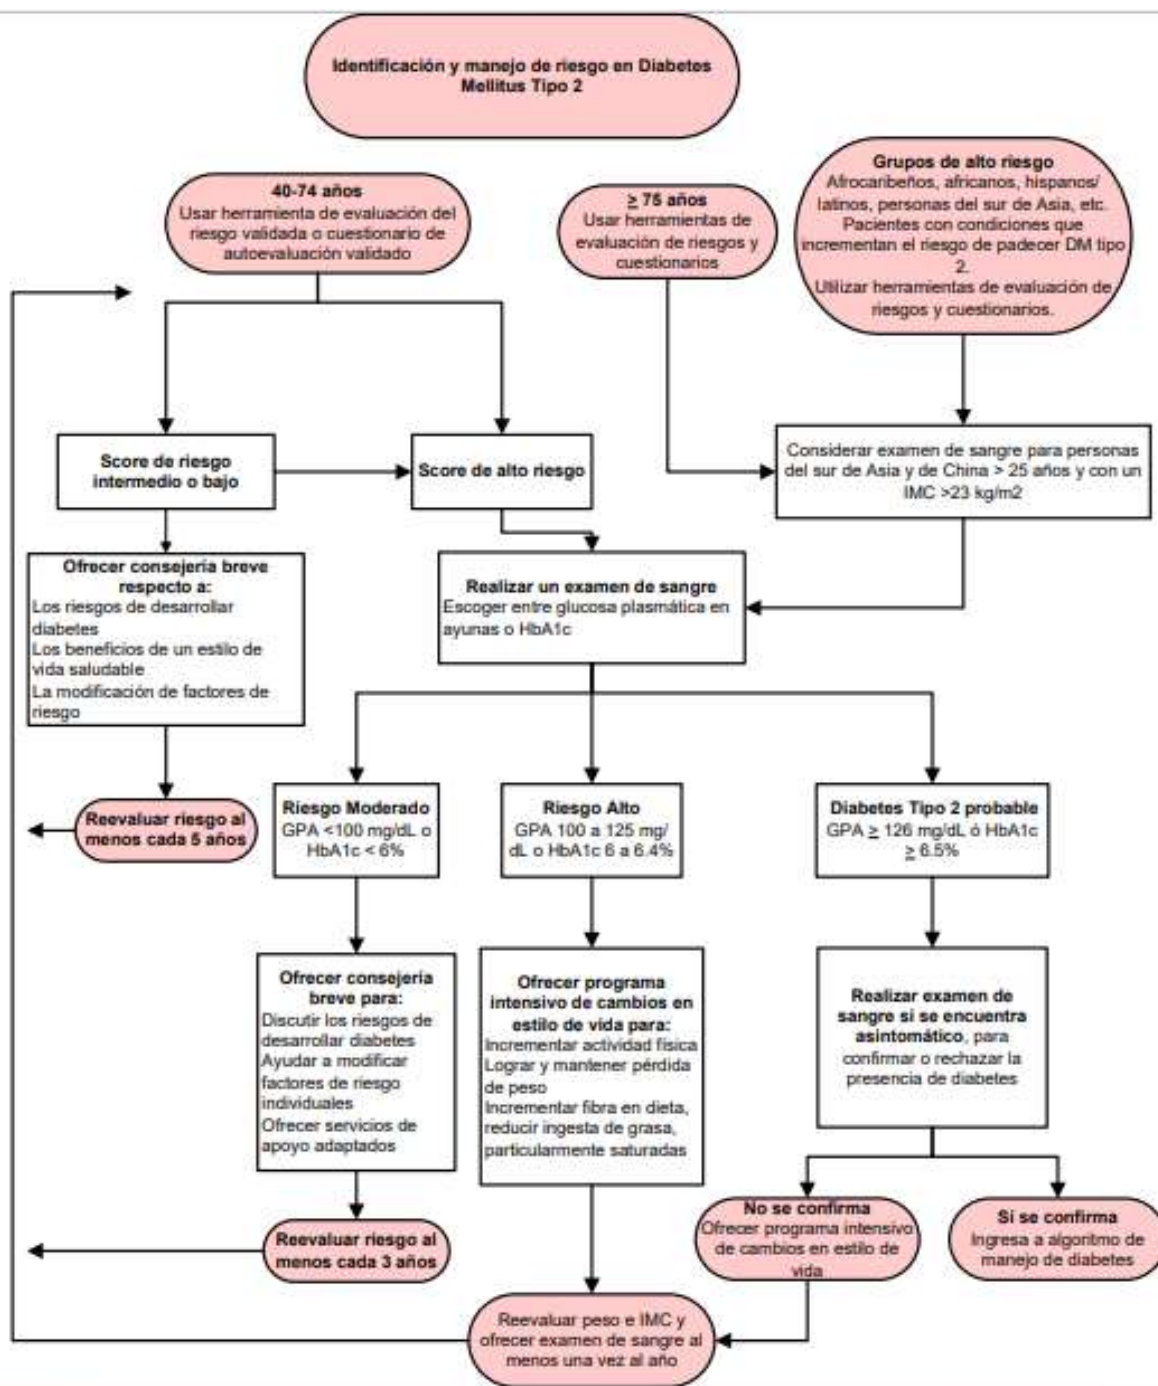 Identificación y manejo de riesgo en Diabetes
Mellitus Tipo 2
40-74 años
Usar herramienta de evaluación del
riesgo validada o cuestionario de
autoevaluación validado
≥ 75 años
Usar herramientas de
evaluación de riesgos y
cuestionarios
Grupos de alto riesgo
Afrocaribeños, africanos, hispanos/
latinos, personas del sur de Asia, etc.
Pacientes con condiciones que
incrementan el riesgo de padecer DM tipo
2.
Utilizar herramientas de evaluación de
riesgos y cuestionarios.
Score de riesgo
intermedio o bajo
Score de alto riesgo
Considerar examen de sangre para personas
del sur de Asia y de China > 25 años y con un
IMC >23 kg/m2
Ofrecer consejería breve
respecto a:
Los riesgos de desarrollar
diabetes
Los beneficios de un estilo de
vida saludable
La modificación de factores de
riesgo
Realizar un examen de sangre
Escoger entre glucosa plasmática en
ayunas o HbA1c
Reevaluar riesgo al
menos cada 5 años
Riesgo Moderado
GPA <100 mg/dL o
HbA1c < 6%
Riesgo Alto
GPA 100 a 125 mg/
dL o HbA1c 6 a 6.4%
Diabetes Tipo 2 probable
GPA ≥ 126 mg/dL ó HbA1c
≥ 6.5%
Ofrecer consejería
breve para:
Discutir los riesgos de
desarrollar diabetes
Ayudar a modificar
factores de riesgo
individuales
Ofrecer servicios de
apoyo adaptados
Ofrecer programa
intensivo de cambios en
estilo de vida para:
Incrementar actividad física
Lograr y mantener pérdida
de peso
Incrementar fibra en dieta,
reducir ingesta de grasa,
particularmente saturadas
Realizar examen de
sangre si se encuentra
asintomático, para
confirmar o rechazar la
presencia de diabetes
Reevaluar riesgo al
menos cada 3 años
No se confirma
Ofrecer programa intensivo
de cambios en estilo de
vida
Sí se confirma
Ingresa a algoritmo de
manejo de diabetes
Reevaluar peso e IMC y
ofrecer examen de sangre al
menos una vez al año